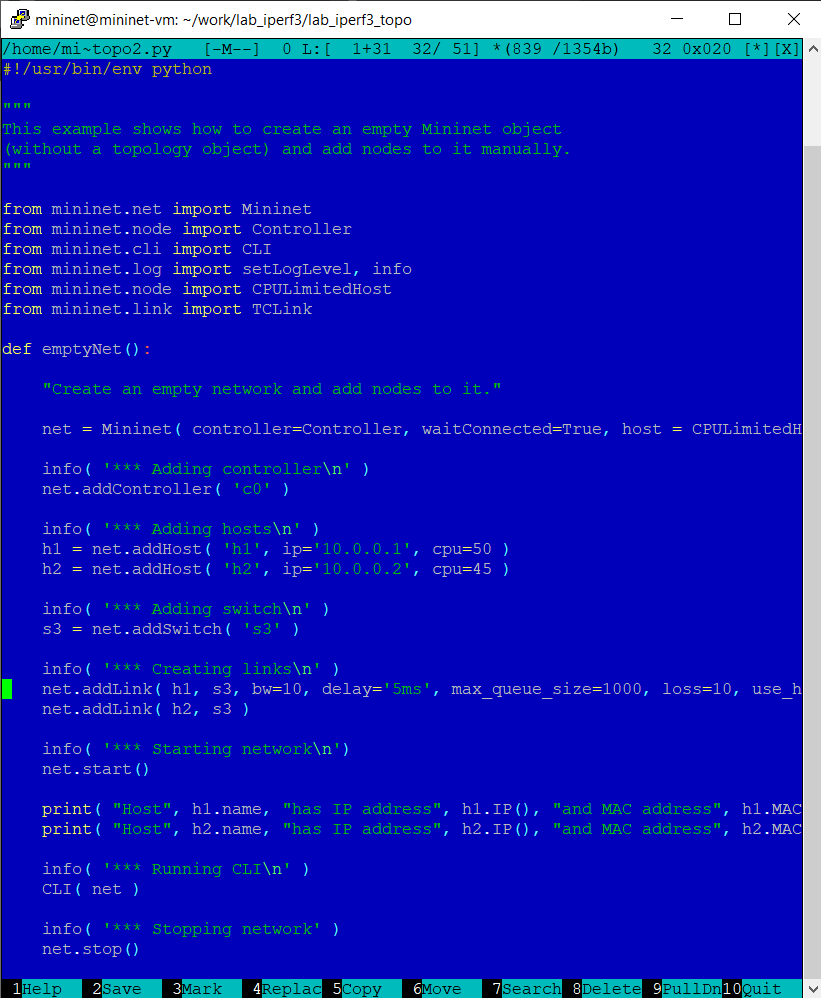 mininet@mininet-vm: ~/work/lab_iperf3/lab_iperf3_topo
/home/mi~topo2.py   [-M--]  0 L:[  1+31  32/ 51] *(839 /1354b)   32 0x020 [*][X]
#!/usr/bin/env python

"""
This example shows how to create an empty Mininet object
(without a topology object) and add nodes to it manually.
"""

from mininet.net import Mininet
from mininet.node import Controller
from mininet.cli import CLI
from mininet.log import setLogLevel, info
from mininet.node import CPULimitedHost
from mininet.link import TCLink

def emptyNet():

    "Create an empty network and add nodes to it."

    net = Mininet( controller=Controller, waitConnected=True, host = CPULimitedH

    info( '*** Adding controller\n' )
    net.addController( 'c0' )

    info( '*** Adding hosts\n' )
    h1 = net.addHost( 'h1', ip='10.0.0.1', cpu=50 )
    h2 = net.addHost( 'h2', ip='10.0.0.2', cpu=45 )

    info( '*** Adding switch\n' )
    s3 = net.addSwitch( 's3' )

    info( '*** Creating links\n' )
    net.addLink( h1, s3, bw=10, delay='5ms', max_queue_size=1000, loss=10, use_h
    net.addLink( h2, s3 )

    info( '*** Starting network\n')
    net.start()

    print( "Host", h1.name, "has IP address", h1.IP(), "and MAC address", h1.MAC
    print( "Host", h2.name, "has IP address", h2.IP(), "and MAC address", h2.MAC

    info( '*** Running CLI\n' )
    CLI( net )

    info( '*** Stopping network' )
    net.stop()

1Help   2Save   3Mark   4Replac 5Copy   6Move   7Search 8Delete 9PullDn10Quit